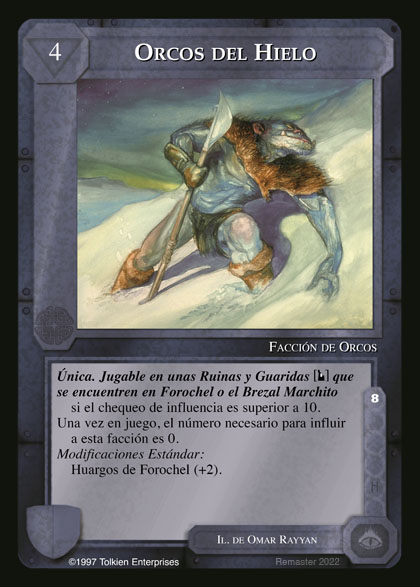 4
ORCOS DEL HIELO
FACCIÓN DE ORCOS
Única. Jugable en unas Ruinas y Guaridas [] que
se encuentren en Forochel o el Brezal Marchito
si el chequeo de influencia es superior a 10.
Una vez en juego, el número necesario para influir
a esta facción es 0.
Modificaciones Estándar:
Huargos de Forochel (+2).
8
H
IL. DE OMAR RAYYAN
©1997 Tolkien Enterprises
Remaster 2022